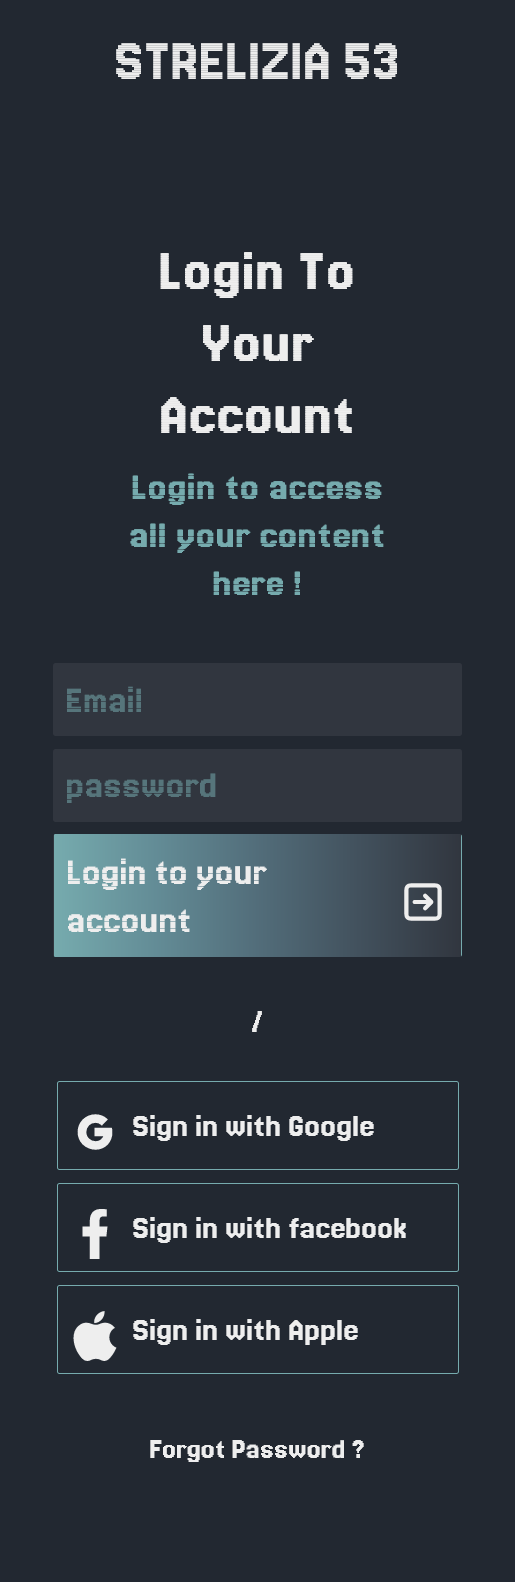 STRELIZIA 53
Login To
Your
Account
Login to access
all your content
here !
Email
password
Login to your
account
/
Sign in with Google
Sign in with facebook
Sign in with Apple
Forgot Password ?